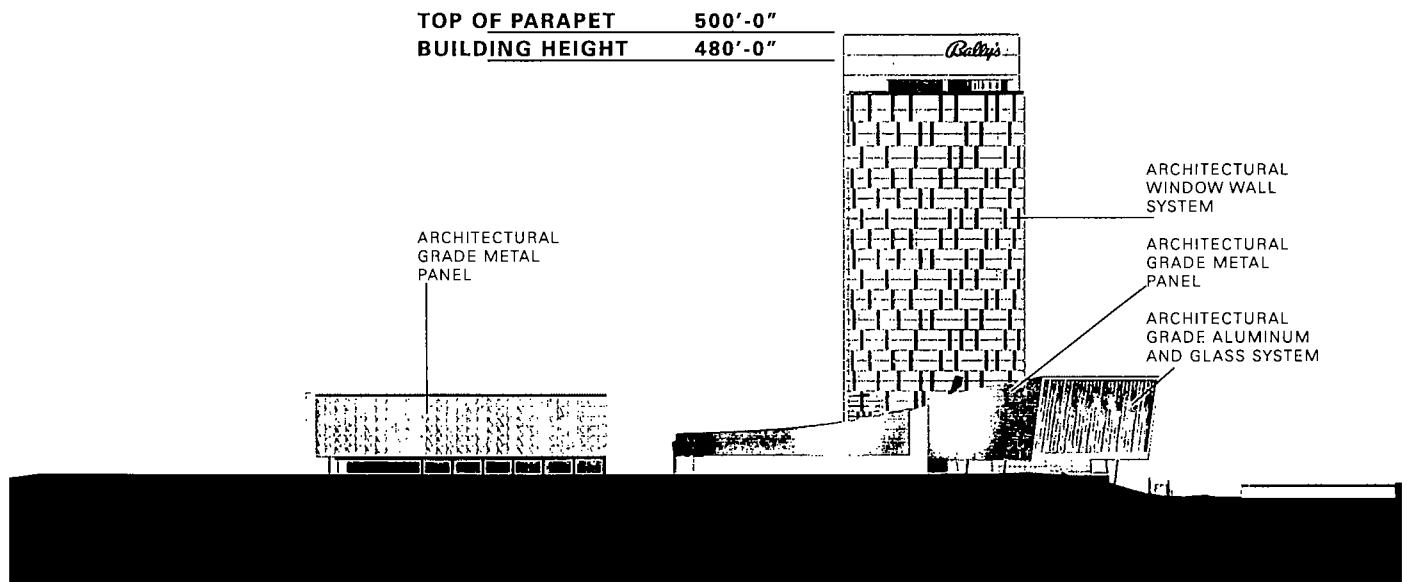 TOP OF PARAPET 500'-0"
BUILDING HEIGHT 480'-0"
Bally's
ARCHITECTURAL
WINDOW WALL
SYSTEM
ARCHITECTURAL
GRADE METAL
PANEL
ARCHITECTURAL
GRADE METAL
PANEL
ARCHITECTURAL
GRADE ALUMINUM
AND GLASS SYSTEM